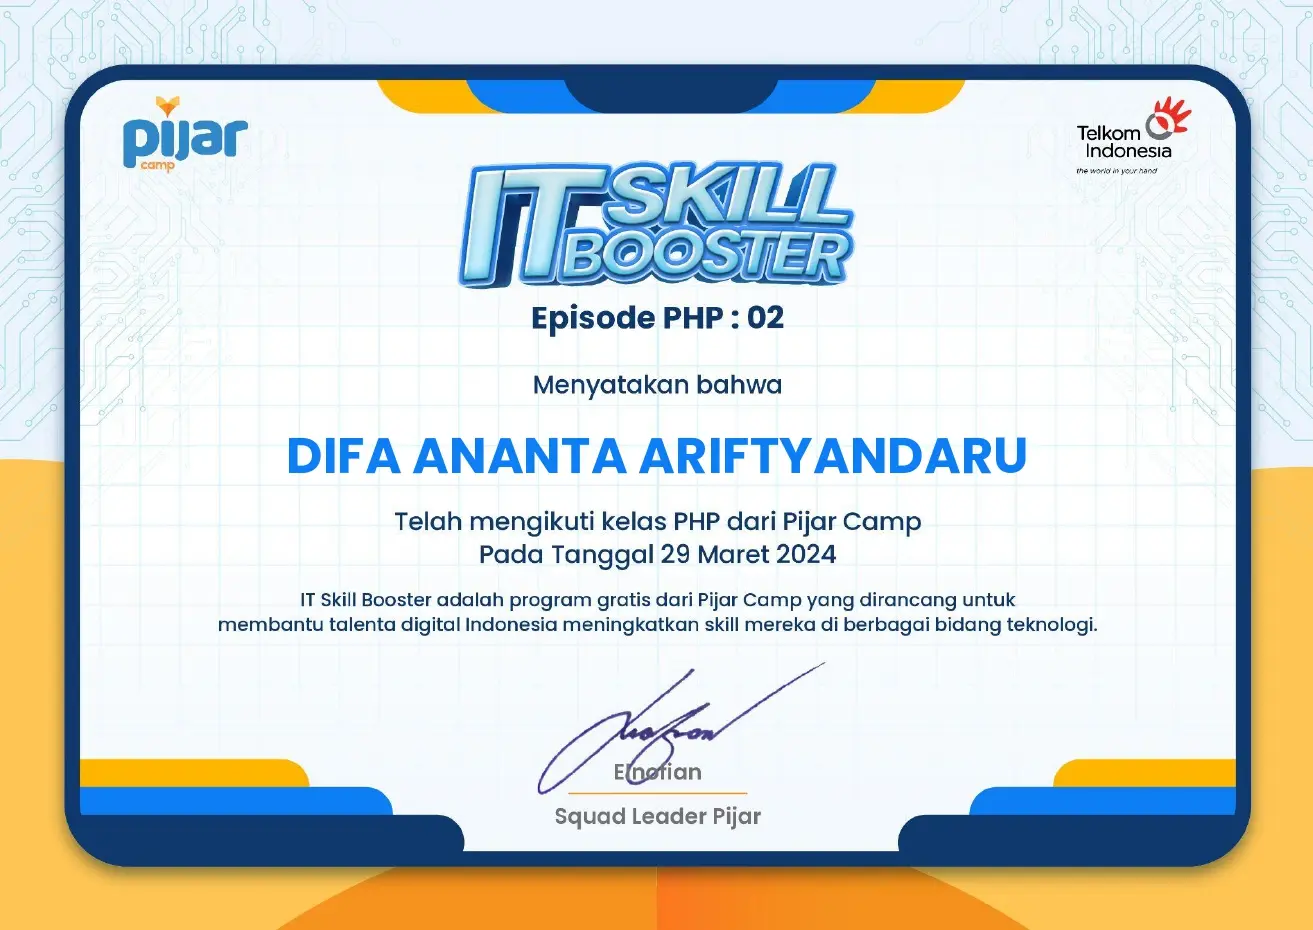 pijar
camp
Telkom
Indonesia
the world in your hand
IT SKILL
BOOSTER
Episode PHP : 02
Menyatakan bahwa
DIFA ANANTA ARIFTYANDARU
Telah mengikuti kelas PHP dari Pijar Camp
Pada Tanggal 29 Maret 2024
IT Skill Booster adalah program gratis dari Pijar Camp yang dirancang untuk
membantu talenta digital Indonesia meningkatkan skill mereka di berbagai bidang teknologi.
Elnofian
Squad Leader Pijar